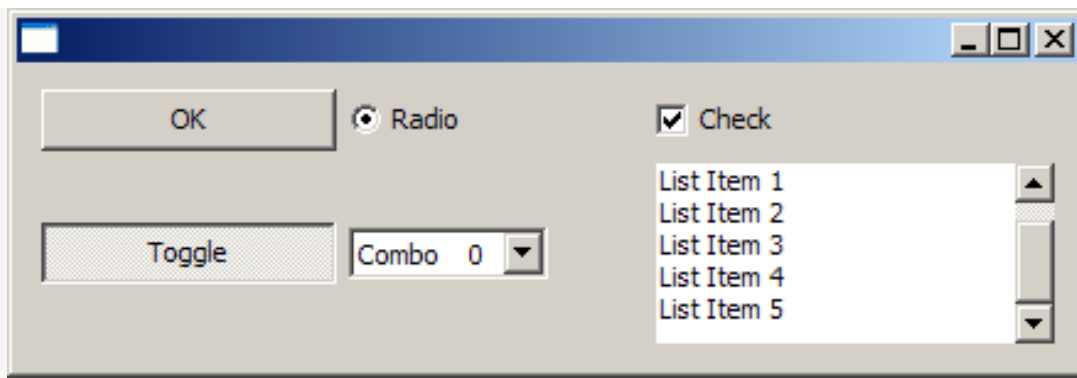 OK
Radio
Check
Toggle
Combo 0
List Item 1
List Item 2
List Item 3
List Item 4
List Item 5